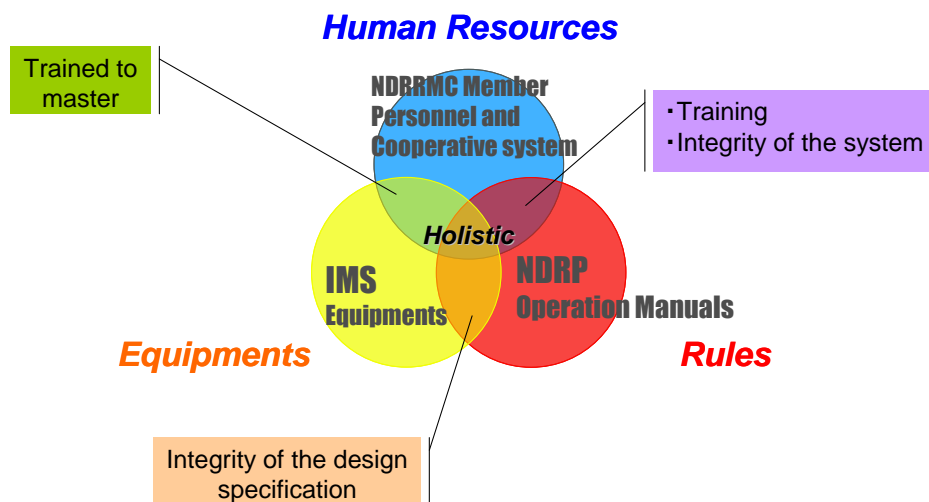 Human Resources
Trained to
master
NDRRMC Member
Personnel and
Cooperative system
・Training
・Integrity of the system
Holistic
IMS
Equipments
NDRP
Operation Manuals
Equipments
Rules
Integrity of the design
specification